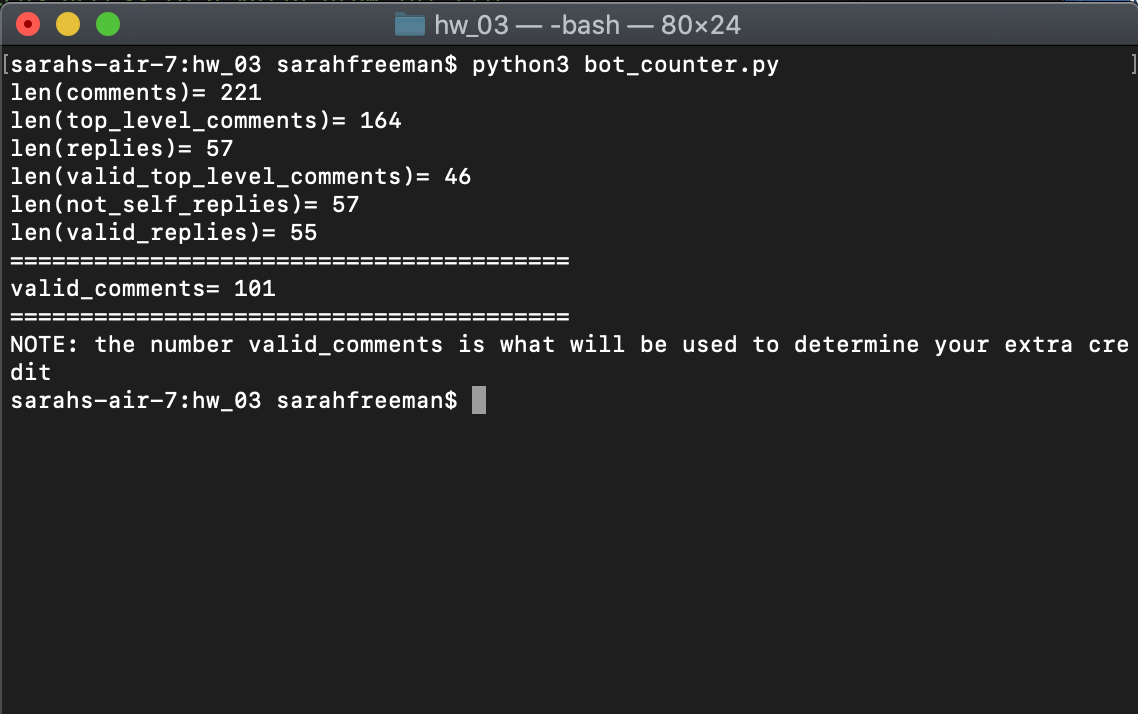 hw_03 — -bash — 80×24
[sarahs-air-7:hw_03 sarahfreeman$ python3 bot_counter.py ]
len(comments)= 221
len(top_level_comments)= 164
len(replies)= 57
len(valid_top_level_comments)= 46
len(not_self_replies)= 57
len(valid_replies)= 55
========================================
valid_comments= 101
========================================
NOTE: the number valid_comments is what will be used to determine your extra cre
dit
sarahs-air-7:hw_03 sarahfreeman$